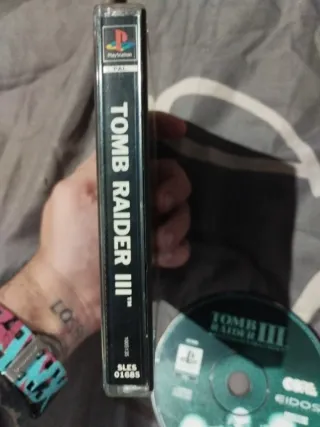 PlayStation
PAL
TOMB RAIDER III™
SLES
01685
TOMB
RAIDER III
EIDOS